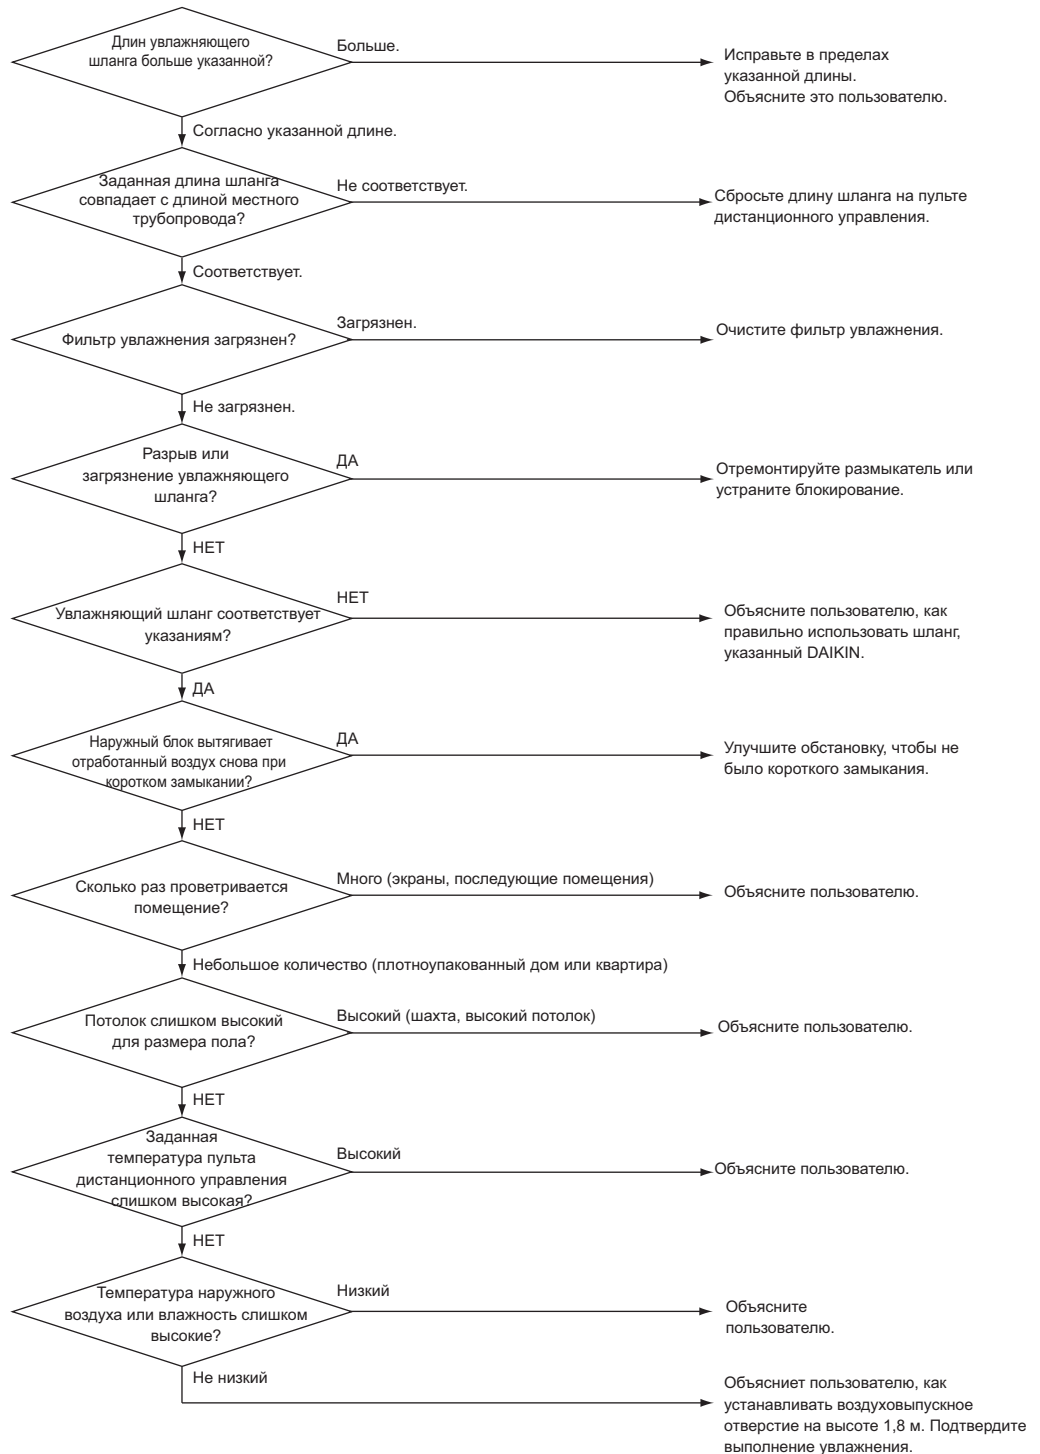 Длин увлажняющего
шланга больше указанной?
Больше.
Исправьте в пределах
указанной длины.
Объясните это пользователю.
Согласно указанной длине.
Заданная длина шланга
совпадает с длиной местного
трубопровода?
Не соответствует.
Сбросьте длину шланга на пульте
дистанционного управления.
Соответствует.
Фильтр увлажнения загрязнен?
Загрязнен.
Очистите фильтр увлажнения.
Не загрязнен.
Разрыв или
загрязнение увлажняющего
шланга?
ДА
Отремонтируйте размыкатель или
устраните блокирование.
НЕТ
Увлажняющий шланг соответствует
указаниям?
НЕТ
Объясните пользователю, как
правильно использовать шланг,
указанный DAIKIN.
ДА
Наружный блок вытягивает
отработанный воздух снова при
коротком замыкании?
ДА
Улучшите обстановку, чтобы не
было короткого замыкания.
НЕТ
Сколько раз проветривается
помещение?
Много (экраны, последующие помещения)
Объясните пользователю.
Небольшое количество (плотноупакованный дом или квартира)
Потолок слишком высокий
для размера пола?
Высокий (шахта, высокий потолок)
Объясните пользователю.
НЕТ
Заданная
температура пульта
дистанционного управления
слишком высокая?
Высокий
Объясните пользователю.
НЕТ
Температура наружного
воздуха или влажность слишком
высокие?
Низкий
Объясните
пользователю.
Не низкий
Объясниет пользователю, как
устанавливать воздуховыпускное
отверстие на высоте 1,8 м. Подтвердите
выполнение увлажнения.